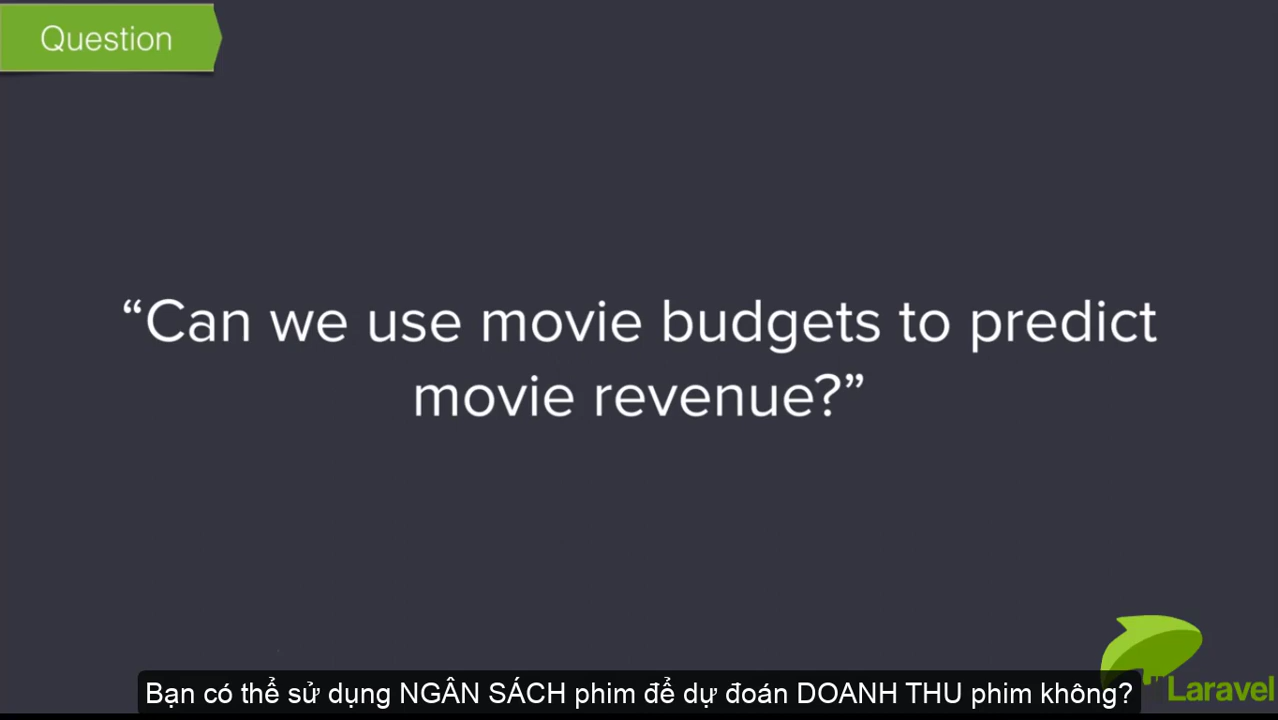 Question
“Can we use movie budgets to predict
movie revenue?”
Laravel
Bạn có thể sử dụng NGÂN SÁCH phim để dự đoán DOANH THU phim không?